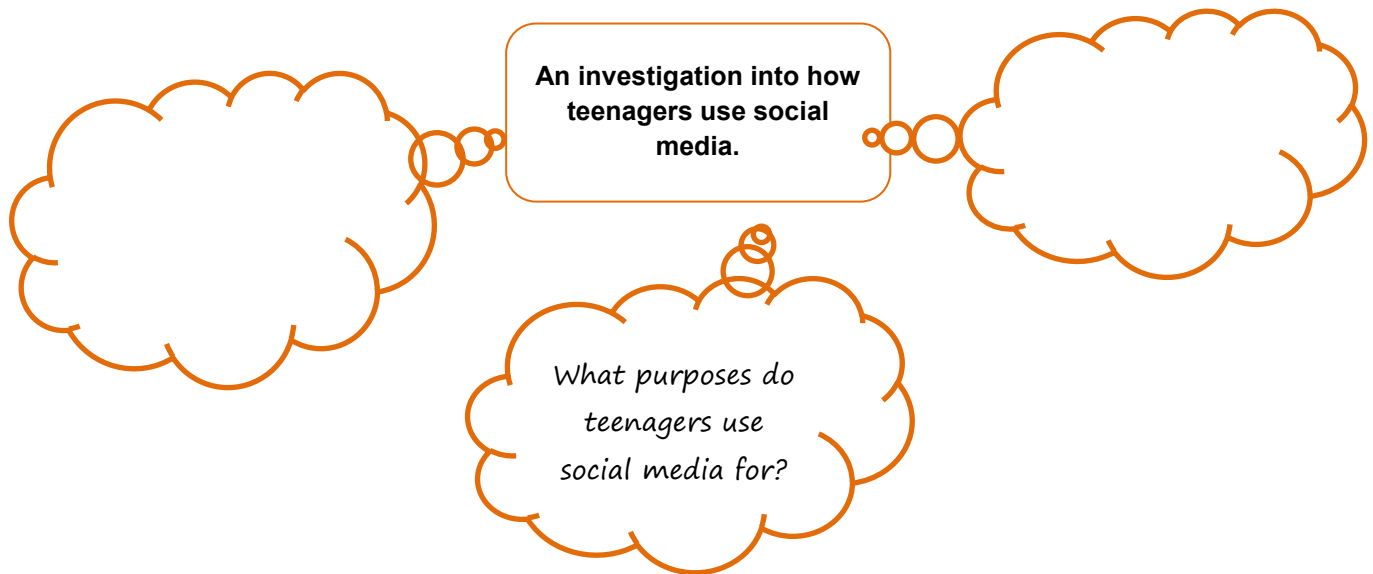 An investigation into how
teenagers use social
media.
What purposes do
teenagers use
social media for?